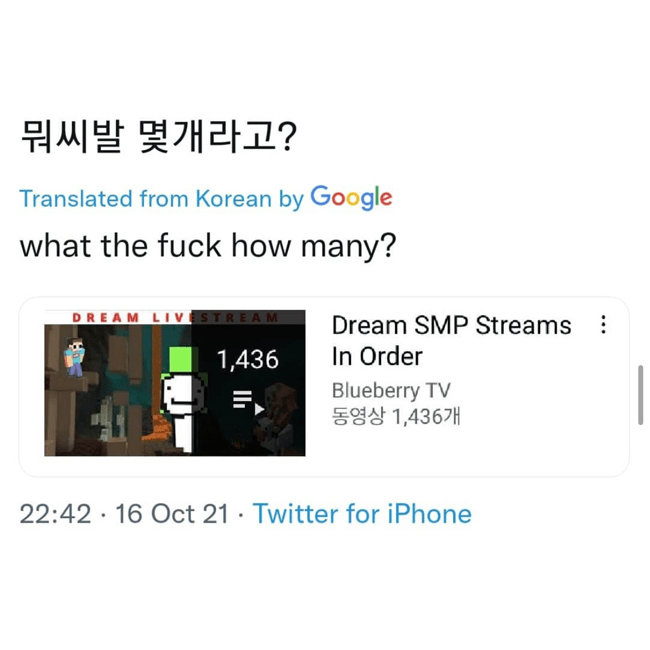 뭐씨발 몇개라고?
Translated from Korean by Google
what the fuck how many?
DREAM LIVESTREAM
1,436
Dream SMP Streams
In Order
Blueberry TV
동영상 1,436개
22:42 · 16 Oct 21 · Twitter for iPhone